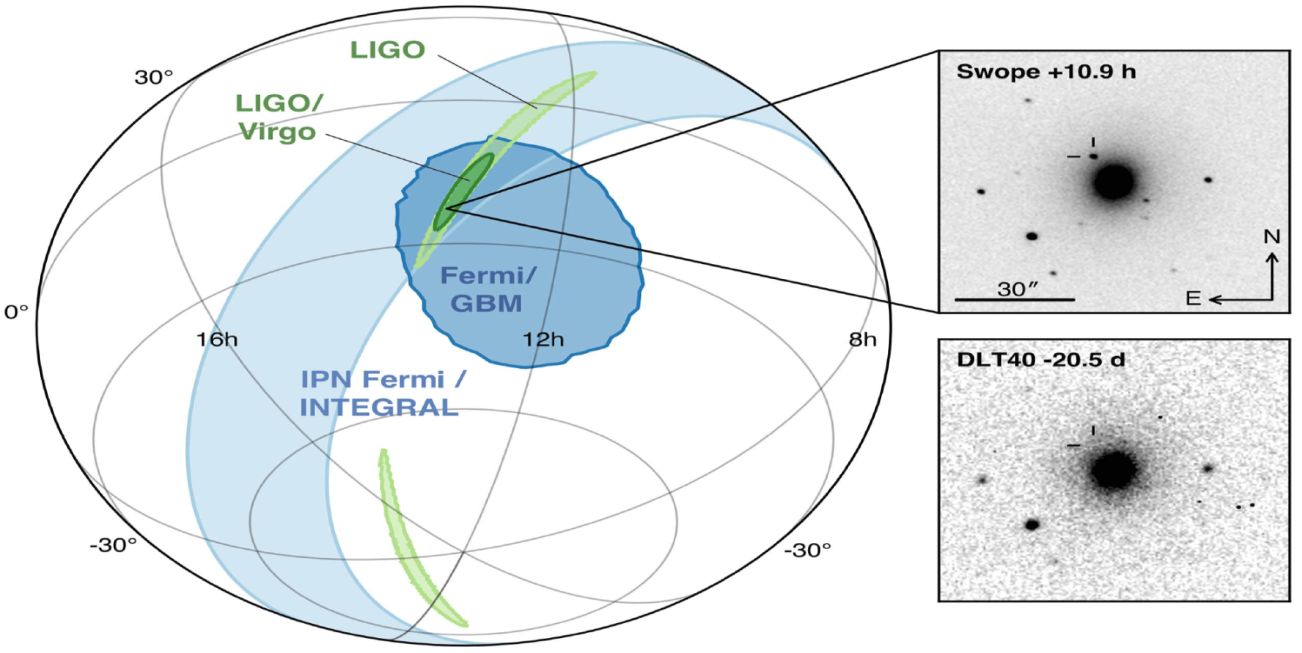 LIGO
LIGO/
Virgo
30°
0°
16h
12h
8h
Fermi/
GBM
IPN Fermi /
INTEGRAL
-30°
-30°
Swope +10.9 h
30″
N
E
DLT40 -20.5 d